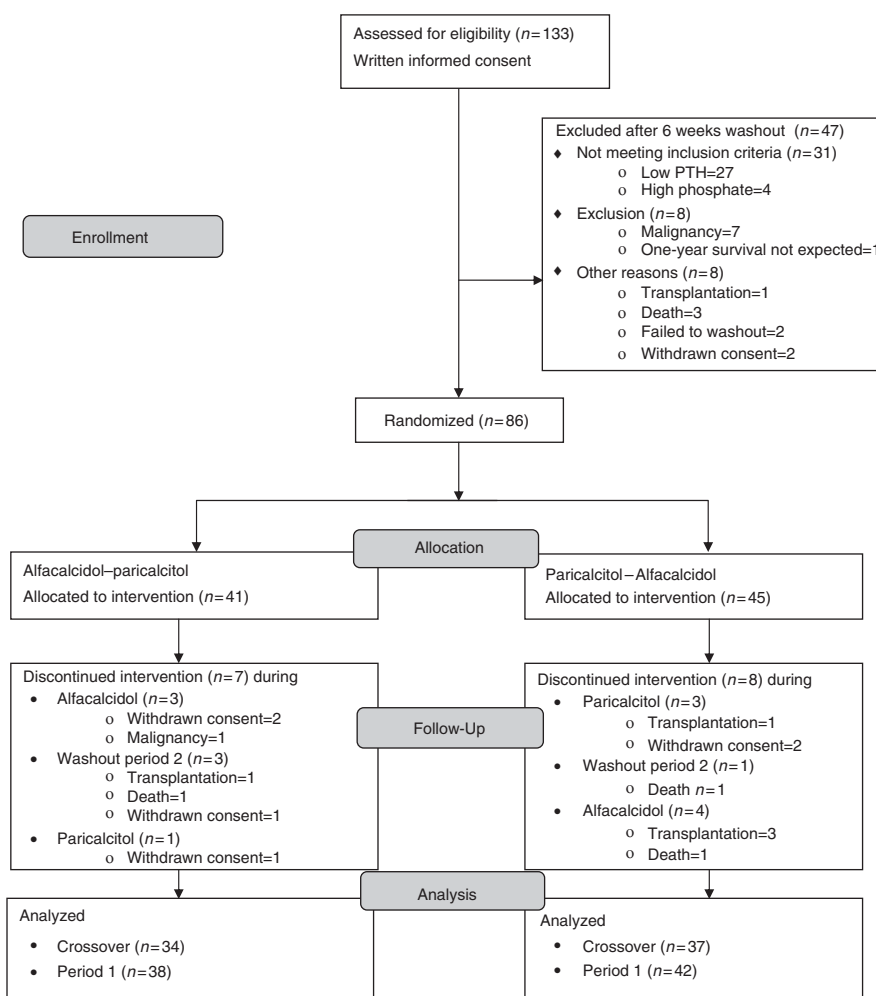 Assessed for eligibility (n=133)
Written informed consent
Excluded after 6 weeks washout (n=47)
♦ Not meeting inclusion criteria (n=31)
o Low PTH=27
o High phosphate=4
♦ Exclusion (n=8)
o Malignancy=7
o One-year survival not expected=1
♦ Other reasons (n=8)
o Transplantation=1
o Death=3
o Failed to washout=2
o Withdrawn consent=2
Enrollment
Randomized (n=86)
Allocation
Alfacalcidol–paricalcitol
Allocated to intervention (n=41)
Paricalcitol–Alfacalcidol
Allocated to intervention (n=45)
Discontinued intervention (n=7) during
• Alfacalcidol (n=3)
o Withdrawn consent=2
o Malignancy=1
• Washout period 2 (n=3)
o Transplantation=1
o Death=1
o Withdrawn consent=1
• Paricalcitol (n=1)
o Withdrawn consent=1
Follow-Up
Discontinued intervention (n=8) during
• Paricalcitol (n=3)
o Transplantation=1
o Withdrawn consent=2
• Washout period 2 (n=1)
o Death n=1
• Alfacalcidol (n=4)
o Transplantation=3
o Death=1
Analysis
Analyzed
• Crossover (n=34)
• Period 1 (n=38)
Analyzed
• Crossover (n=37)
• Period 1 (n=42)